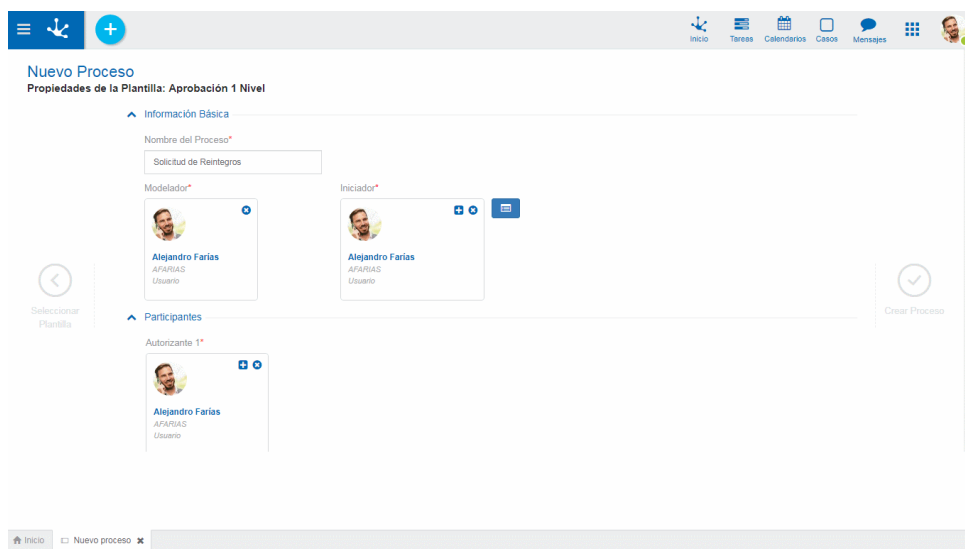 Inicio
Tareas
Calendarios
Casos
Mensajes
Nuevo Proceso
Propiedades de la Plantilla: Aprobación 1 Nivel
Información Básica
Nombre del Proceso*
Solicitud de Reintegros
Modelador*
Iniciador*
Alejandro Farías
AFARIAS
Usuario
Alejandro Farías
AFARIAS
Usuario
Seleccionar
Plantilla
Crear Proceso
Participantes
Autorizante 1*
Alejandro Farías
AFARIAS
Usuario
Inicio
Nuevo proceso